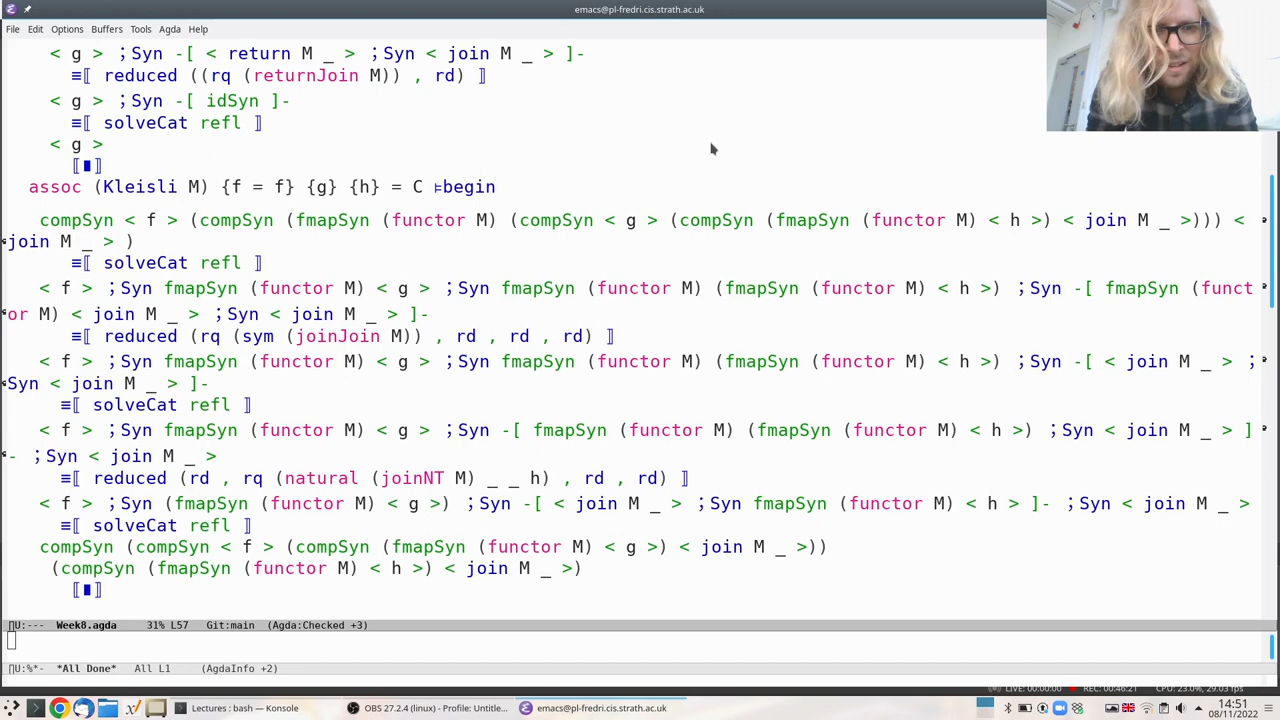 emacs@pl-fredri.cis.strath.ac.uk
File Edit Options Buffers Tools Agda Help
< g > ;Syn -[ < return M _ > ;Syn < join M _ > ]-
≡⟦ reduced ((rq (returnJoin M)) , rd) ⟧
< g > ;Syn -[ idSyn ]-
≡⟦ solveCat refl ⟧
< g >
⟦∎⟧
assoc (Kleisli M) {f = f} {g} {h} = C ⊧begin
compSyn < f > (compSyn (fmapSyn (functor M) (compSyn < g > (compSyn (fmapSyn (functor M) < h >) < join M _ >))) <
join M _ > )
≡⟦ solveCat refl ⟧
< f > ;Syn fmapSyn (functor M) < g > ;Syn fmapSyn (functor M) (fmapSyn (functor M) < h >) ;Syn -[ fmapSyn (funct
or M) < join M _ > ;Syn < join M _ > ]-
≡⟦ reduced (rq (sym (joinJoin M)) , rd , rd , rd) ⟧
< f > ;Syn fmapSyn (functor M) < g > ;Syn fmapSyn (functor M) (fmapSyn (functor M) < h >) ;Syn -[ < join M _ > ;
Syn < join M _ > ]-
≡⟦ solveCat refl ⟧
< f > ;Syn fmapSyn (functor M) < g > ;Syn -[ fmapSyn (functor M) (fmapSyn (functor M) < h >) ;Syn < join M _ > ]
- ;Syn < join M _ >
≡⟦ reduced (rd , rq (natural (joinNT M) _ _ h) , rd , rd) ⟧
< f > ;Syn (fmapSyn (functor M) < g >) ;Syn -[ < join M _ > ;Syn fmapSyn (functor M) < h > ]- ;Syn < join M _ >
≡⟦ solveCat refl ⟧
compSyn (compSyn < f > (compSyn (fmapSyn (functor M) < g >) < join M _ >))
(compSyn (fmapSyn (functor M) < h >) < join M _ >)
⟦∎⟧
∏U:--- Week8.agda 31% L57 Git:main (Agda:Checked +3)
∏U:%*- *All Done* All L1 (AgdaInfo +2)
LIVE: 00:00:00 REC: 00:46:21 CPU: 23.0%, 29.03 fps
Lectures : bash — Konsole
OBS 27.2.4 (linux) - Profile: Untitle...
emacs@pl-fredri.cis.strath.ac.uk
14:51
08/11/2022